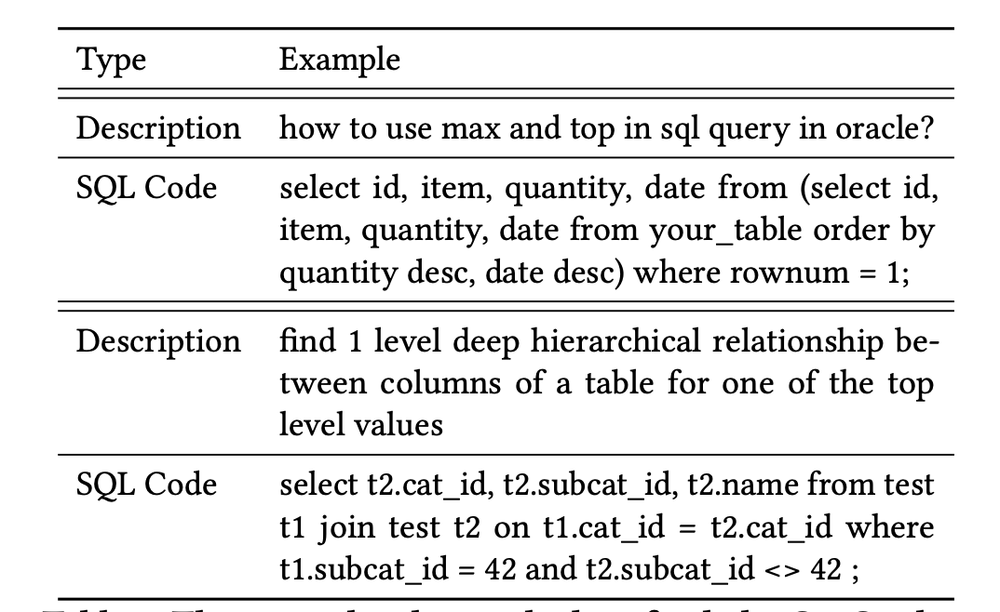 Type Example
Description how to use max and top in sql query in oracle?
SQL Code select id, item, quantity, date from (select id,
item, quantity, date from your_table order by
quantity desc, date desc) where rownum = 1;
Description find 1 level deep hierarchical relationship be-
tween columns of a table for one of the top
level values
SQL Code select t2.cat_id, t2.subcat_id, t2.name from test
t1 join test t2 on t1.cat_id = t2.cat_id where
t1.subcat_id = 42 and t2.subcat_id <> 42 ;